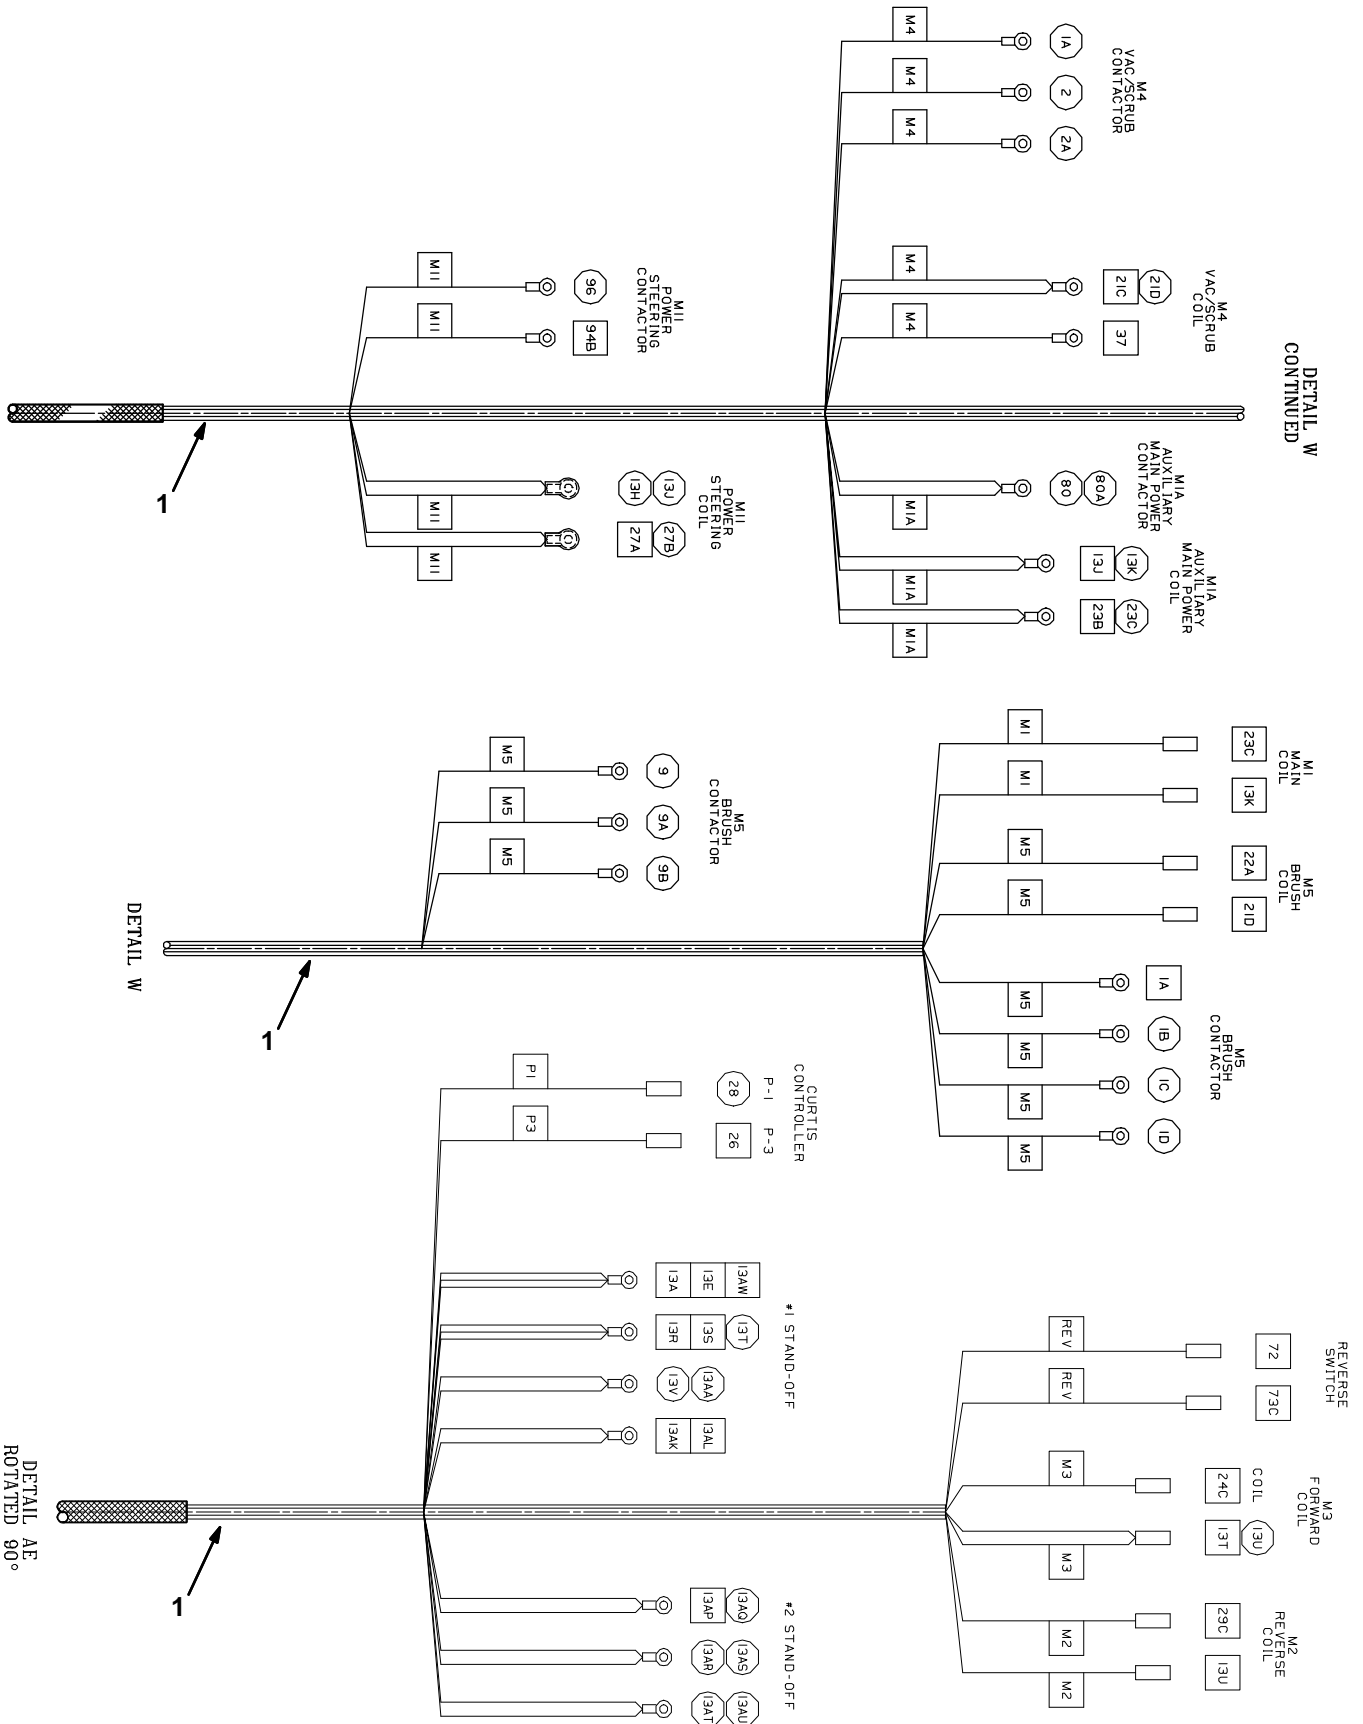 DETAIL W
CONTINUED
M4
VAC/SCRUB
CONTACTOR
1A
2
2A
M4
M4
M4
M4
VAC/SCRUB
COIL
21D
21C
37
M4
M4
M1A
AUXILIARY
MAIN POWER
CONTACTOR
80A
80
M1A
M1A
AUXILIARY
MAIN POWER
COIL
13K
13J
23C
23B
M1A
M1A
M11
POWER
STEERING
CONTACTOR
96
94B
M11
M11
M11
POWER
STEERING
COIL
13J
13H
27B
27A
M11
M11
1
M1
MAIN
COIL
23C
13K
M1
M1
M5
BRUSH
COIL
22A
21D
M5
M5
M5
BRUSH
CONTACTOR
1A
1B
1C
1D
M5
M5
M5
M5
M5
BRUSH
CONTACTOR
9
9A
9B
M5
M5
M5
1
DETAIL W
REVERSE
SWITCH
72
73C
REV
REV
M3
FORWARD
COIL
COIL
24C
13U
13T
M3
M3
M2
REVERSE
COIL
29C
13U
M2
M2
CURTIS
CONTROLLER
P-1
P-3
28
26
P1
P3
#1 STAND-OFF
13AW
13E
13A
13T
13S
13R
13AA
13V
13AL
13AK
#2 STAND-OFF
13AQ
13AP
13AS
13AR
13AU
13AT
1
DETAIL AE
ROTATED 90°